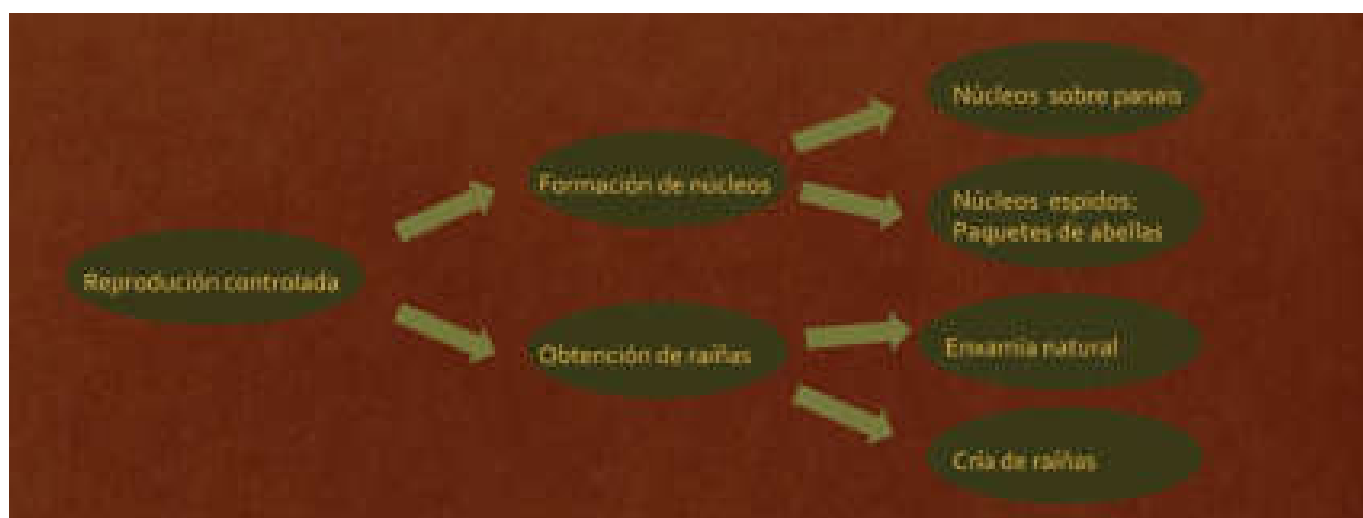 Reprodución controlada
Formación de núcleos
Obtención de raíñas
Núcleos sobre panais
Núcleos espidos:
Paquetes de abellas
Enxamia natural
Cría de raíñas